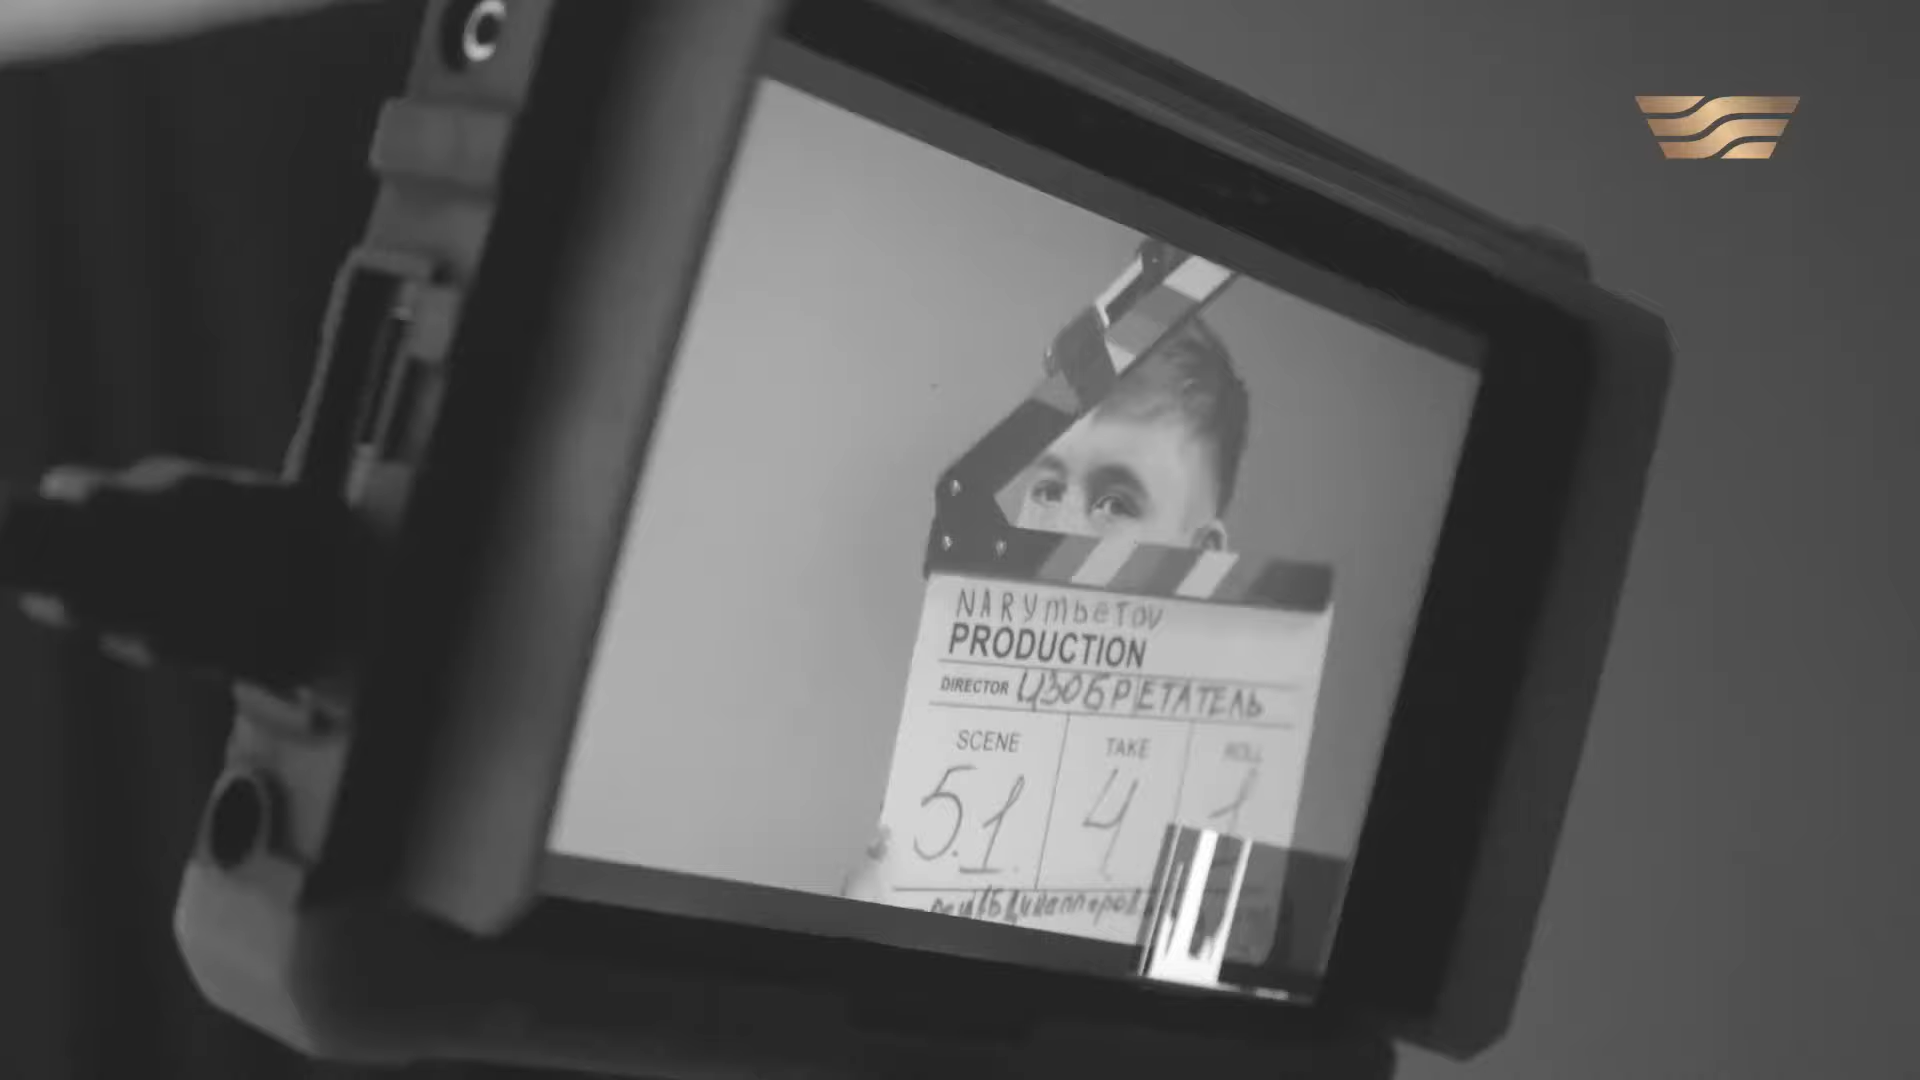 NARYmbeTOV
PRODUCTION
DIRECTOR ИЗОБРЕТАТЕЛЬ
SCENE TAKE ROLL
5.1. 4 1